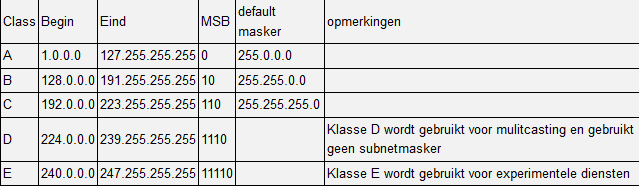 Class Begin Eind MSB default masker opmerkingen
A 1.0.0.0 127.255.255.255 0 255.0.0.0
B 128.0.0.0 191.255.255.255 10 255.255.0.0
C 192.0.0.0 223.255.255.255 110 255.255.255.0
D 224.0.0.0 239.255.255.255 1110 Klasse D wordt gebruikt voor mulitcasting en gebruikt geen subnetmasker
E 240.0.0.0 247.255.255.255 11110 Klasse E wordt gebruikt voor experimentele diensten